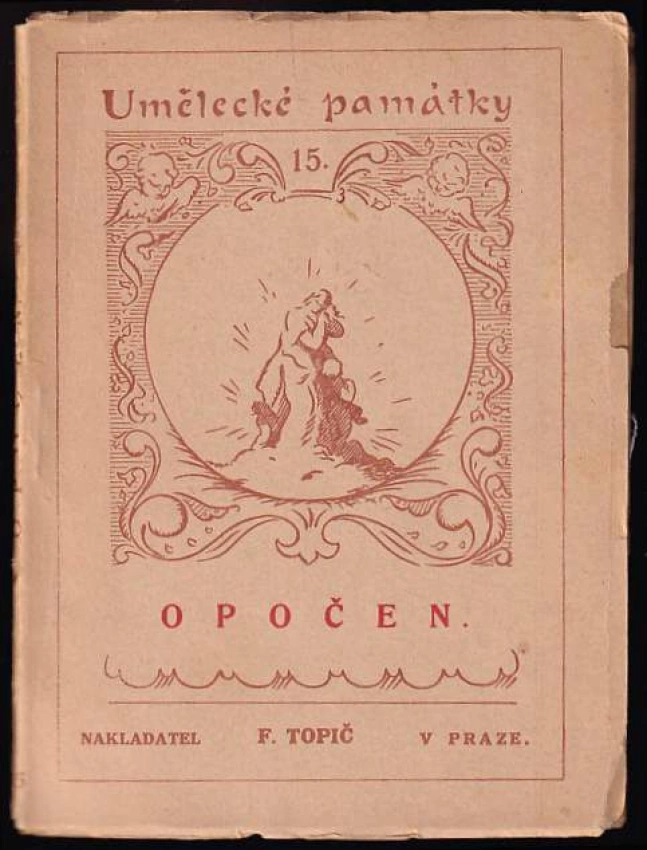 Umělecké památky
15.
OPOČEN.
NAKLADATEL F. TOPIČ V PRAZE.